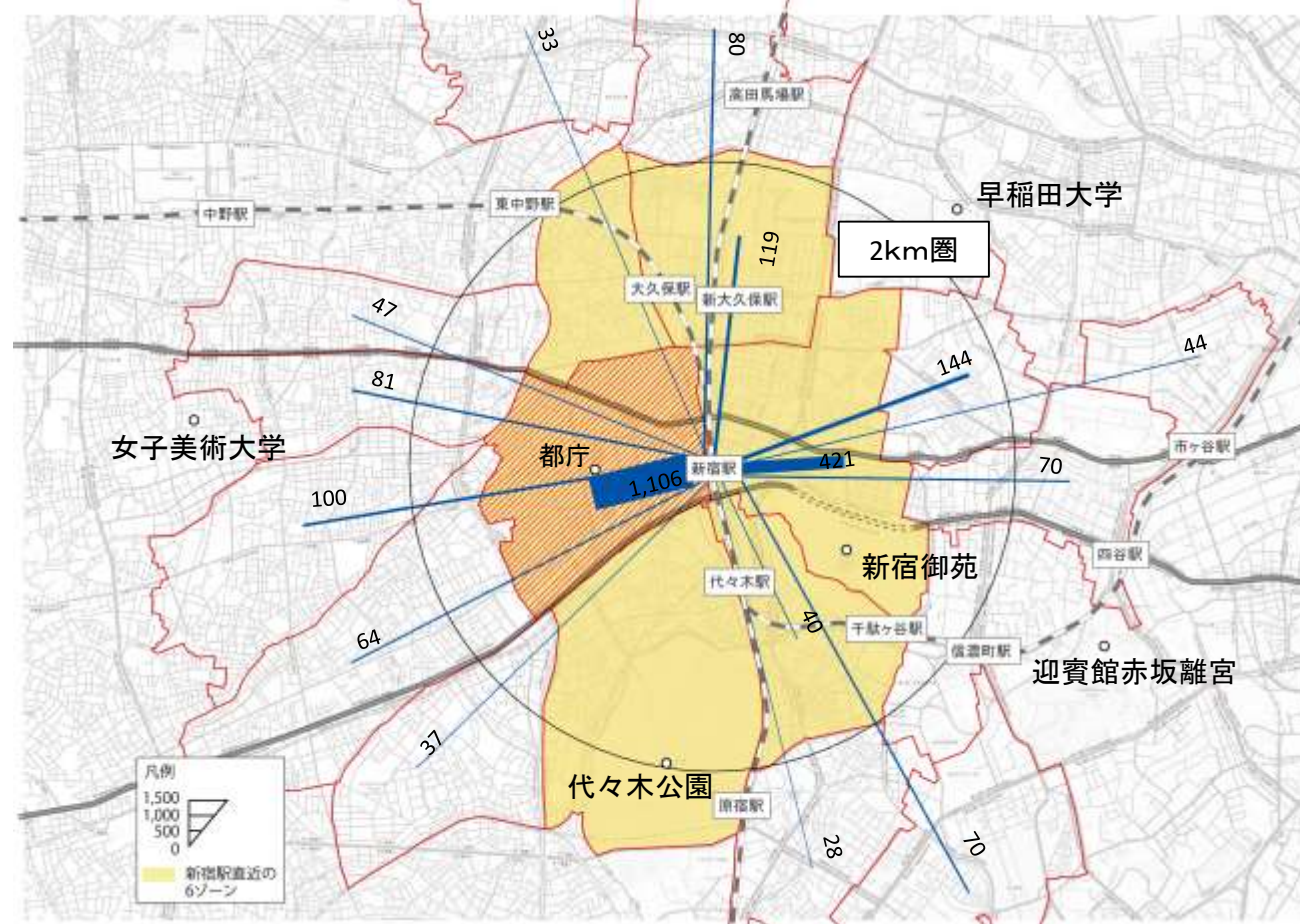 33
80
高田馬場駅
早稲田大学
中野駅
東中野駅
119
2km圏
大久保駅
新大久保駅
47
144
44
81
女子美術大学
都庁
新宿駅
421
市ヶ谷駅
70
1,106
100
四谷駅
新宿御苑
代々木駅
40
千駄ヶ谷駅
64
信濃町駅
迎賓館赤坂離宮
37
凡例
1,500
1,000
500
0
代々木公園
原宿駅
28
70
新宿駅直近の
6ゾーン